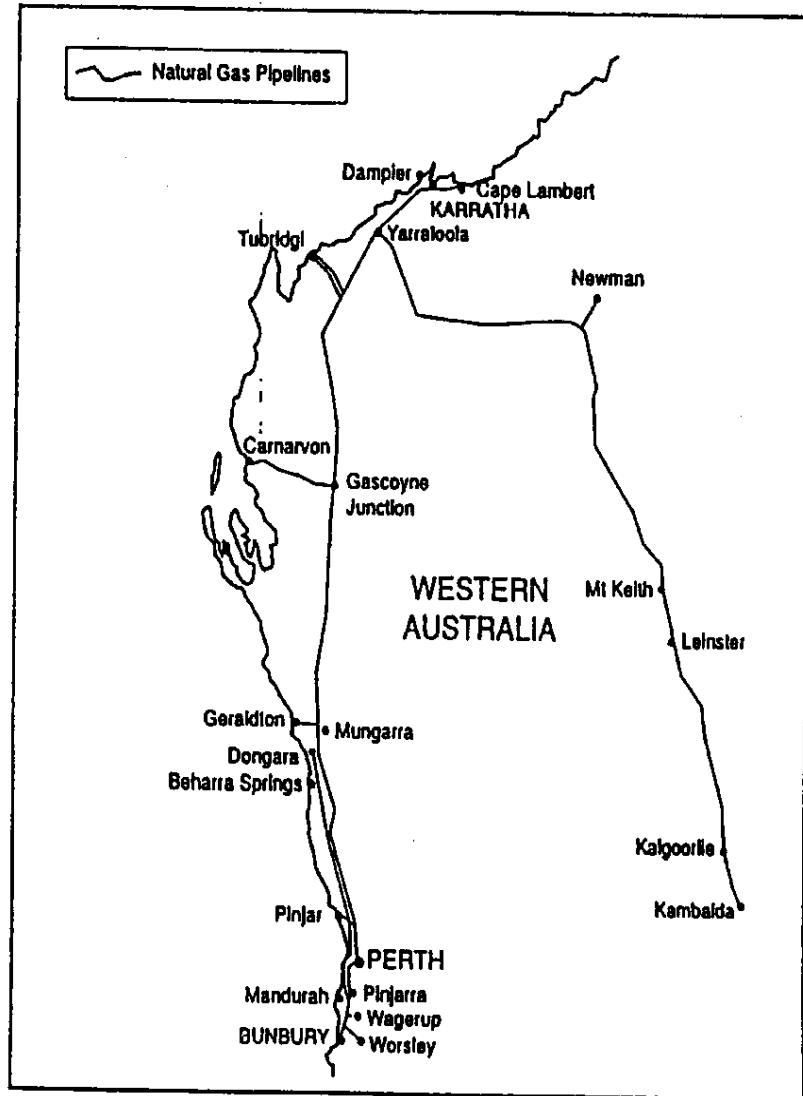 Natural Gas Pipelines
Dampier
Cape Lambert
KARRATHA
Yarraloola
Tubridgi
Newman
Carnarvon
Gascoyne
Junction
WESTERN
AUSTRALIA
Mt Keith
Leinster
Geraldton
Mungarra
Dongara
Beharra Springs
Kalgoorlie
Kambalda
Pinjar
PERTH
Mandurah
Pinjarra
Wagerup
BUNBURY
Worsley